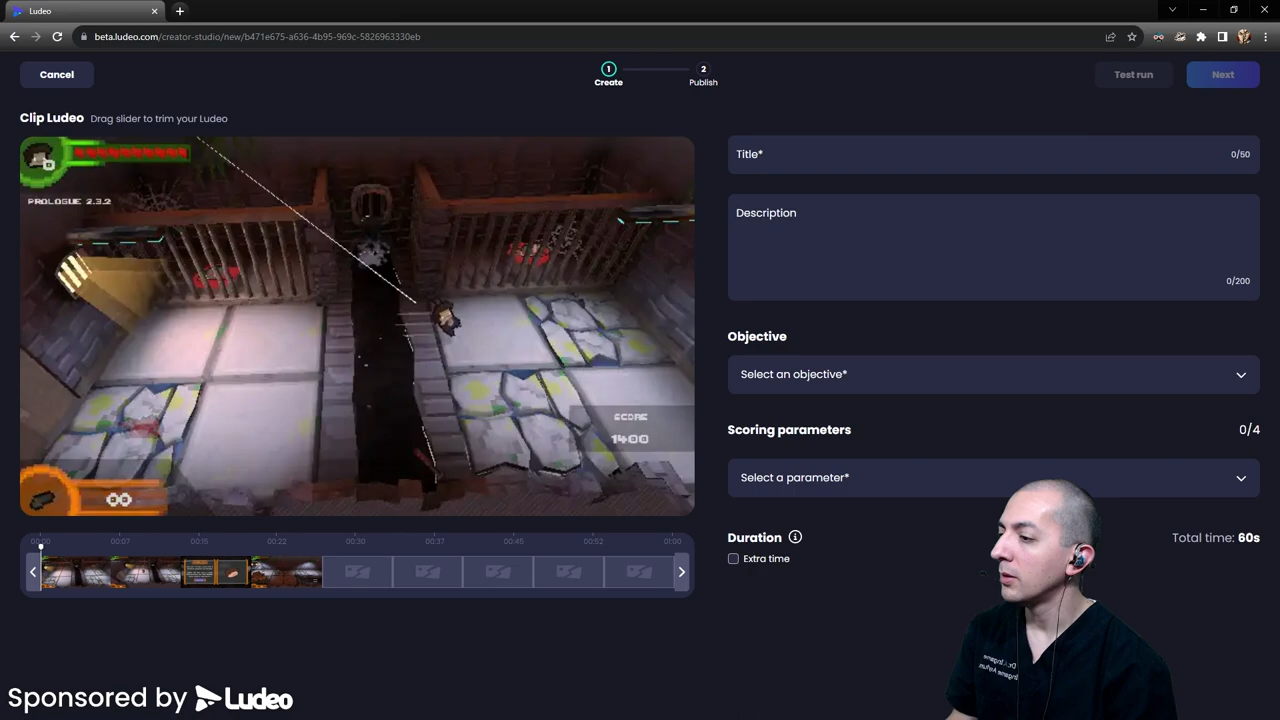 Ludeo
beta.ludeo.com/creator-studio/new/b471e675-a636-4b95-969c-5826963330eb
Cancel
1
2
Create
Publish
Test run
Next
Clip Ludeo Drag slider to trim your Ludeo
PROLOGUE 2.3.2
SCORE
1400
00:00 00:07 00:15 00:22 00:30 00:37 00:45 00:52 01:00
Title*
0/50
Description
0/200
Objective
Select an objective*
Scoring parameters
0/4
Select a parameter*
Duration
Total time: 60s
Extra time
Sponsored by Ludeo